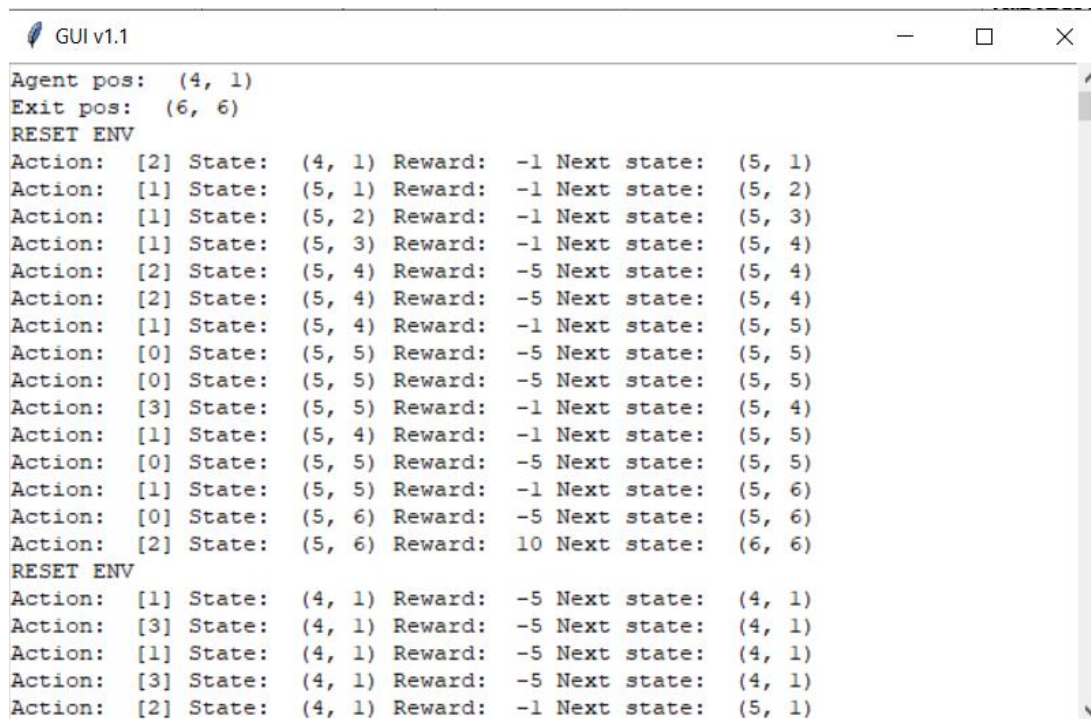 GUI v1.1
Agent pos:  (4, 1)
Exit pos:  (6, 6)
RESET ENV
Action:  [2] State:  (4, 1) Reward:  -1 Next state:  (5, 1)
Action:  [1] State:  (5, 1) Reward:  -1 Next state:  (5, 2)
Action:  [1] State:  (5, 2) Reward:  -1 Next state:  (5, 3)
Action:  [1] State:  (5, 3) Reward:  -1 Next state:  (5, 4)
Action:  [2] State:  (5, 4) Reward:  -5 Next state:  (5, 4)
Action:  [2] State:  (5, 4) Reward:  -5 Next state:  (5, 4)
Action:  [1] State:  (5, 4) Reward:  -1 Next state:  (5, 5)
Action:  [0] State:  (5, 5) Reward:  -5 Next state:  (5, 5)
Action:  [0] State:  (5, 5) Reward:  -5 Next state:  (5, 5)
Action:  [3] State:  (5, 5) Reward:  -1 Next state:  (5, 4)
Action:  [1] State:  (5, 4) Reward:  -1 Next state:  (5, 5)
Action:  [0] State:  (5, 5) Reward:  -5 Next state:  (5, 5)
Action:  [1] State:  (5, 5) Reward:  -1 Next state:  (5, 6)
Action:  [0] State:  (5, 6) Reward:  -5 Next state:  (5, 6)
Action:  [2] State:  (5, 6) Reward:  10 Next state:  (6, 6)
RESET ENV
Action:  [1] State:  (4, 1) Reward:  -5 Next state:  (4, 1)
Action:  [3] State:  (4, 1) Reward:  -5 Next state:  (4, 1)
Action:  [1] State:  (4, 1) Reward:  -5 Next state:  (4, 1)
Action:  [3] State:  (4, 1) Reward:  -5 Next state:  (4, 1)
Action:  [2] State:  (4, 1) Reward:  -1 Next state:  (5, 1)